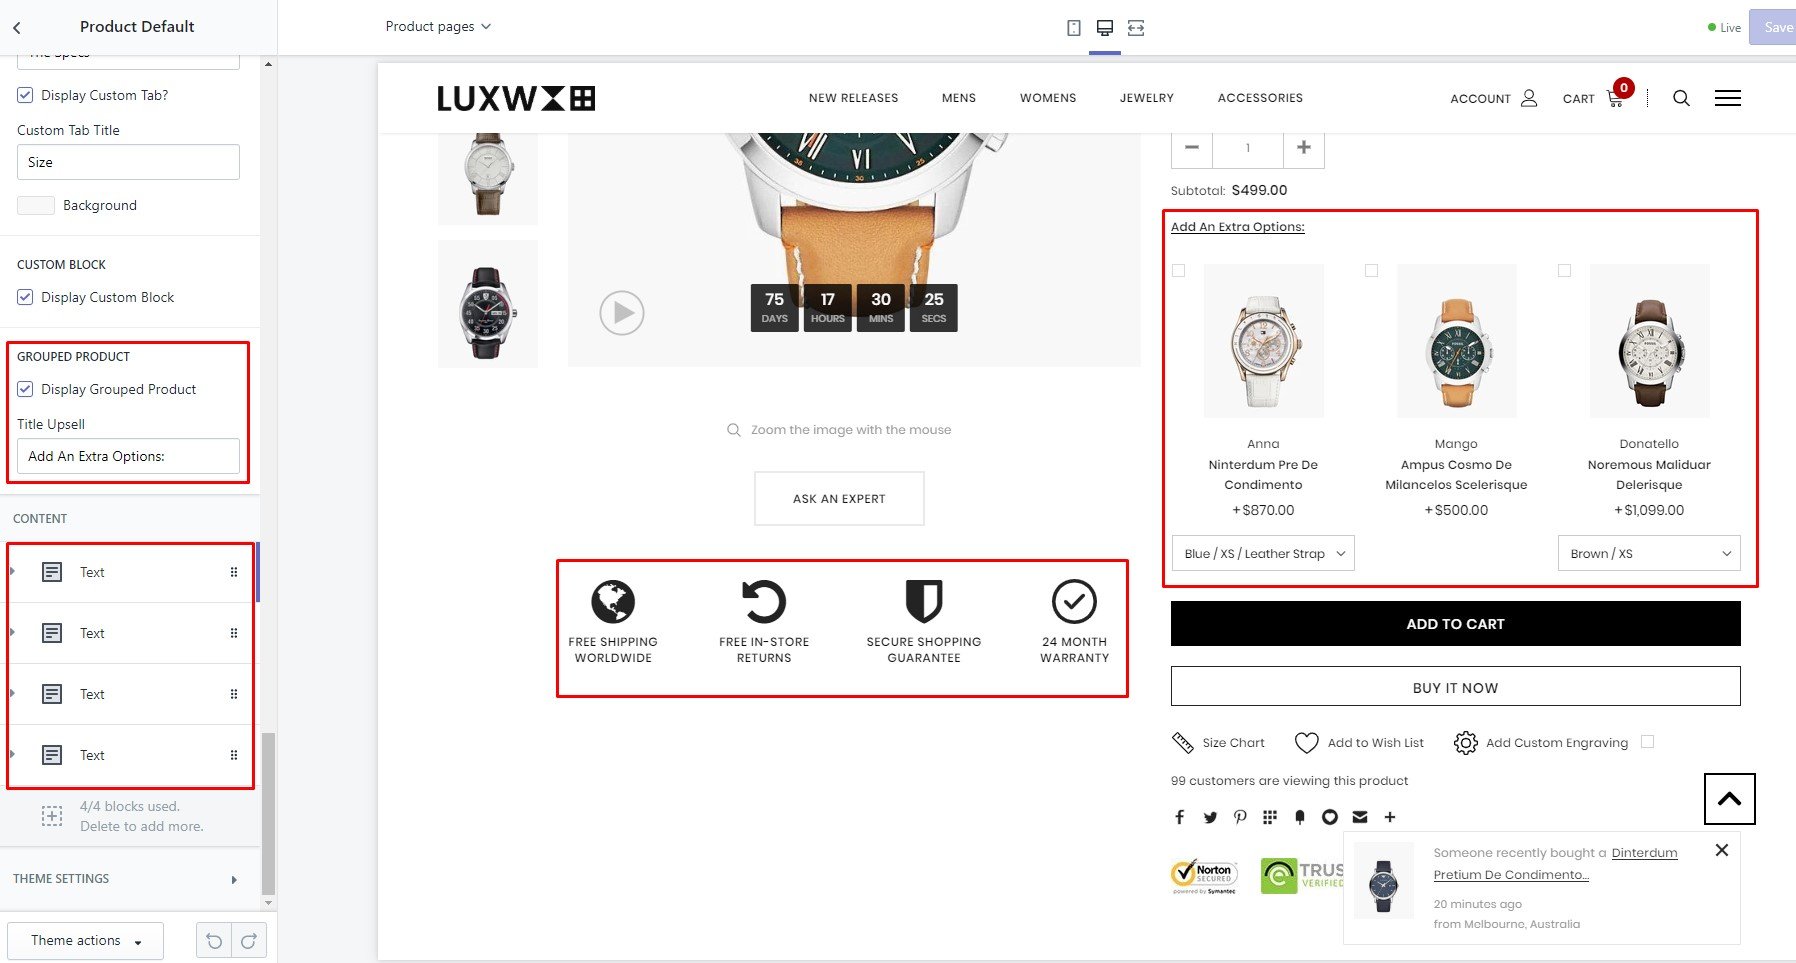 Product Default
Product pages
Live
Save
The Specs
Display Custom Tab?
Custom Tab Title
Size
Background
CUSTOM BLOCK
Display Custom Block
GROUPED PRODUCT
Display Grouped Product
Title Upsell
Add An Extra Options:
CONTENT
Text
Text
Text
Text
4/4 blocks used.
Delete to add more.
THEME SETTINGS
Theme actions
LUXW
NEW RELEASES
MENS
WOMENS
JEWELRY
ACCESSORIES
ACCOUNT
CART
0
75
DAYS
17
HOURS
30
MINS
25
SECS
Zoom the image with the mouse
ASK AN EXPERT
FREE SHIPPING
WORLDWIDE
FREE IN-STORE
RETURNS
SECURE SHOPPING
GUARANTEE
24 MONTH
WARRANTY
1
Subtotal: $499.00
Add An Extra Options:
Anna
Ninterdum Pre De
Condimento
+$870.00
Blue / XS / Leather Strap
Mango
Ampus Cosmo De
Milancelos Scelerisque
+$500.00
Donatello
Noremous Maliduar
Delerisque
+$1,099.00
Brown / XS
ADD TO CART
BUY IT NOW
Size Chart
Add to Wish List
Add Custom Engraving
99 customers are viewing this product
Norton
SECURED
powered by Symantec
TRUS
VERIFIED
Someone recently bought a Dinterdum
Pretium De Condimento...
20 minutes ago
from Melbourne, Australia